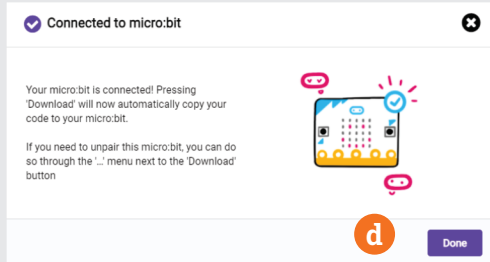 Connected to micro:bit
Your micro:bit is connected! Pressing
'Download' will now automatically copy your
code to your micro:bit.
If you need to unpair this micro:bit, you can do
so through the '...' menu next to the 'Download'
button
d
Done